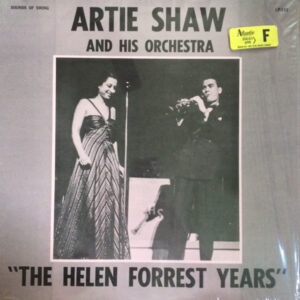 SOUNDS OF SWING
ARTIE SHAW
AND HIS ORCHESTRA
F
"THE HELEN FORREST YEARS"